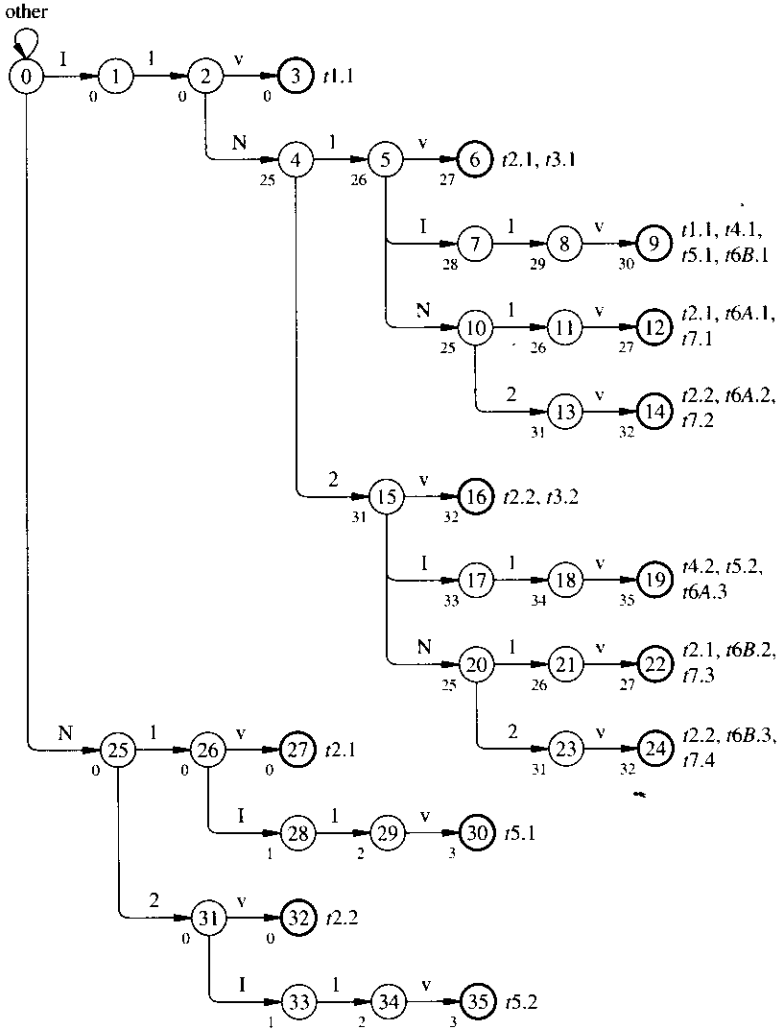 other
I 1 v
0 1 2 3 t1.1
0 0 0
N 1 v
4 5 6 t2.1, t3.1
25 26 27
I 1 v
7 8 9 t1.1, t4.1,
t5.1, t6B.1
28 29 30
N 1 v
10 11 12 t2.1, t6A.1,
t7.1
25 26 27
2 v
13 14 t2.2, t6A.2,
t7.2
31 32
2 v
15 16 t2.2, t3.2
31 32
I 1 v
17 18 19 t4.2, t5.2,
t6A.3
33 34 35
N 1 v
20 21 22 t2.1, t6B.2,
t7.3
25 26 27
2 v
23 24 t2.2, t6B.3,
t7.4
31 32
N 1 v
25 26 27 t2.1
0 0 0
I 1 v
28 29 30 t5.1
1 2 3
2 v
31 32 t2.2
0 0
I 1 v
33 34 35 t5.2
1 2 3